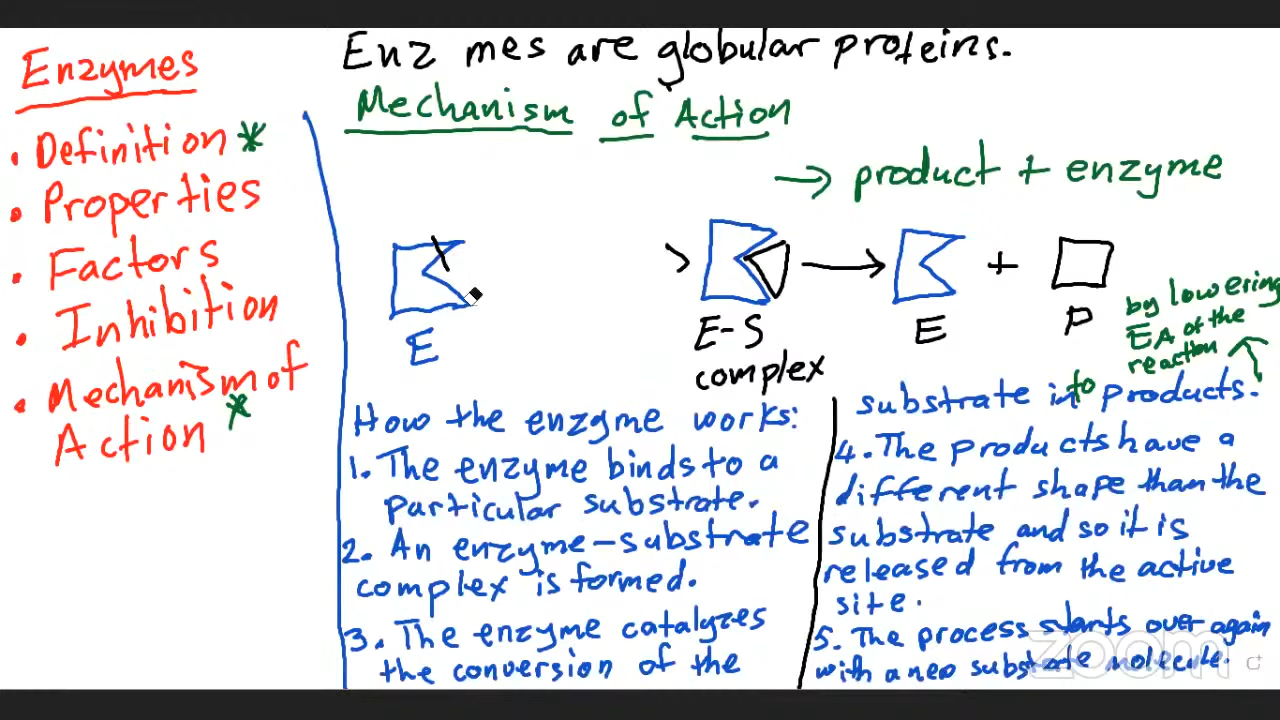 Enzymes
• Definition *
• Properties
• Factors
• Inhibition
• Mechanism of
Action *
Enz mes are globular proteins.
Mechanism of Action
→ product + enzyme
> → +
E
E-S
complex
E
P
by lowering
EA of the
reaction
How the enzyme works:
1. The enzyme binds to a
particular substrate.
2. An enzyme-substrate
complex is formed.
3. The enzyme catalyzes
the conversion of the
substrate into products.
4. The products have a
different shape than the
substrate and so it is
released from the active
site.
5. The process starts over again
with a new substrate molecule.
zoom